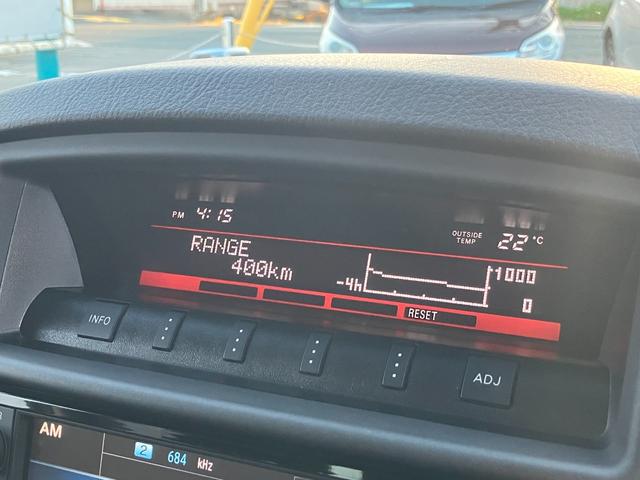 PM 4:15
OUTSIDE TEMP 22°C
RANGE
400km
-4h
1000
0
RESET
INFO
ADJ
AM
2 684 kHz